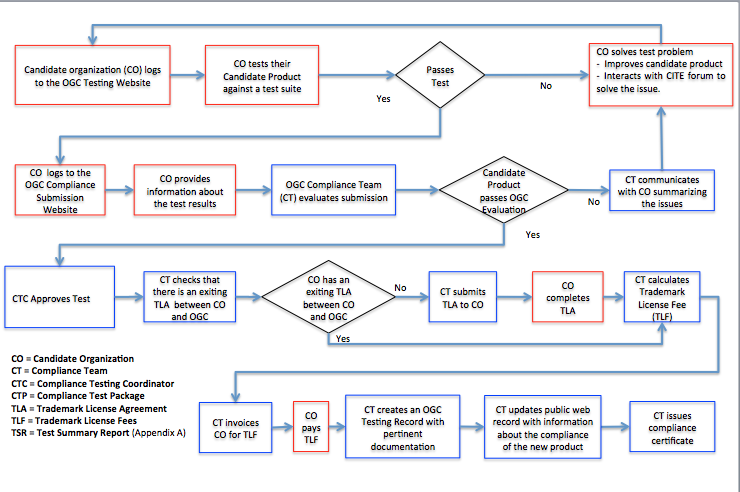 Candidate organization (CO) logs
to the OGC Testing Website
CO tests their
Candidate Product
against a test suite
Passes
Test
Yes
No
CO solves test problem
- Improves candidate product
- Interacts with CITE forum to
solve the issue.
CO logs to the
OGC Compliance
Submission
Website
CO provides
information about
the test results
OGC Compliance Team
(CT) evaluates submission
Candidate
Product
passes OGC
Evaluation
No
Yes
CT communicates
with CO summarizing
the issues
CTC Approves Test
CT checks that
there is an exiting
TLA between CO
and OGC
CO has an
exiting TLA
between CO
and OGC
No
Yes
CT submits
TLA to CO
CO
completes
TLA
CT calculates
Trademark
License Fee
(TLF)
CO = Candidate Organization
CT = Compliance Team
CTC = Compliance Testing Coordinator
CTP = Compliance Test Package
TLA = Trademark License Agreement
TLF = Trademark License Fees
TSR = Test Summary Report (Appendix A)
CT invoices
CO for TLF
CO
pays
TLF
CT creates an OGC
Testing Record with
pertinent
documentation
CT updates public web
record with information
about the compliance
of the new product
CT issues
compliance
certificate